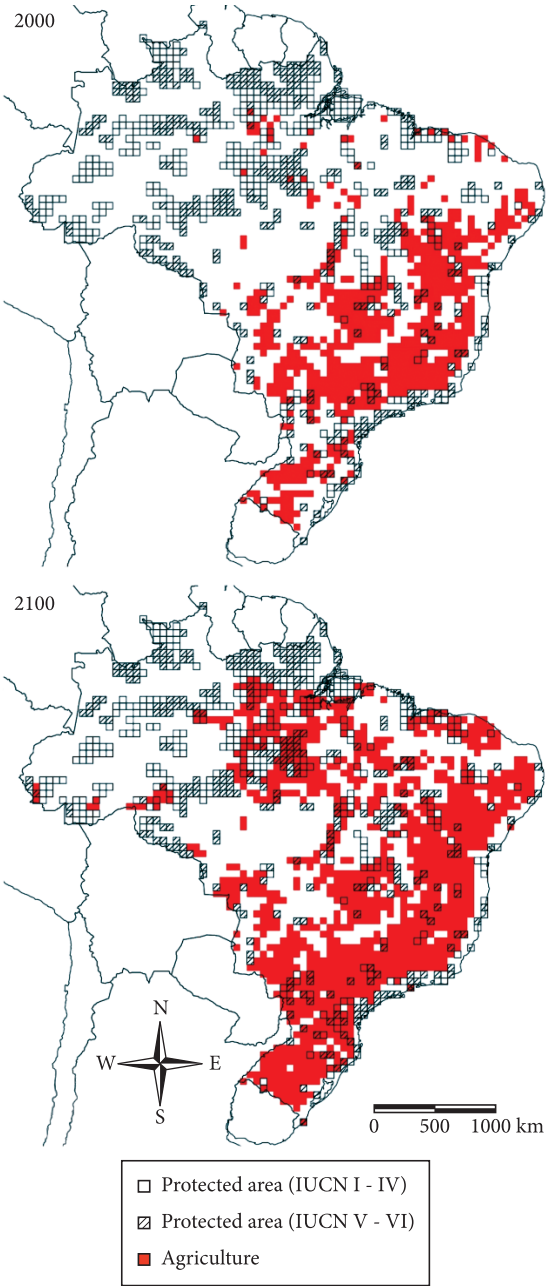 2000
2100
N
W
E
S
0
500
1000 km
Protected area (IUCN I - IV)
Protected area (IUCN V - VI)
Agriculture